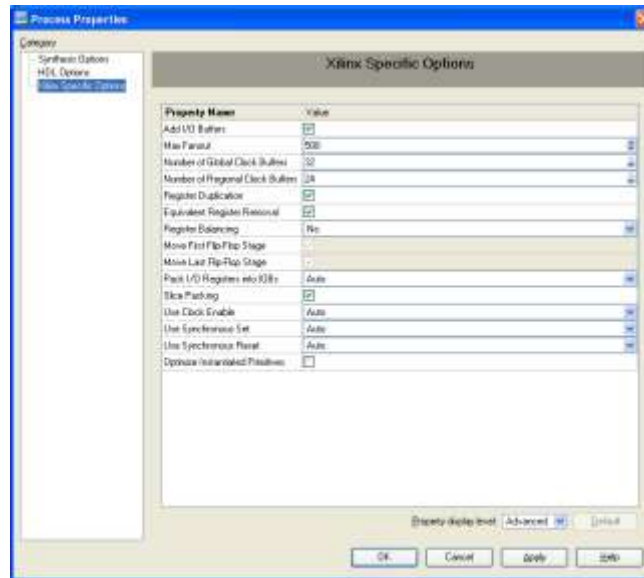 Process Properties
Category
Synthesis Options
HDL Options
Xilinx Specific Options
Xilinx Specific Options
Property Name Value
Add I/O Buffers
Max Fanout 500
Number of Global Clock Buffers 32
Number of Regional Clock Buffers 24
Register Duplication
Equivalent Register Removal
Register Balancing No
Move First Flip-Flop Stage
Move Last Flip-Flop Stage
Pack I/O Registers into IOBs Auto
Slice Packing
Use Clock Enable Auto
Use Synchronous Set Auto
Use Synchronous Reset Auto
Optimize Instantiated Primitives
Property display level: Advanced Default
OK Cancel Apply Help